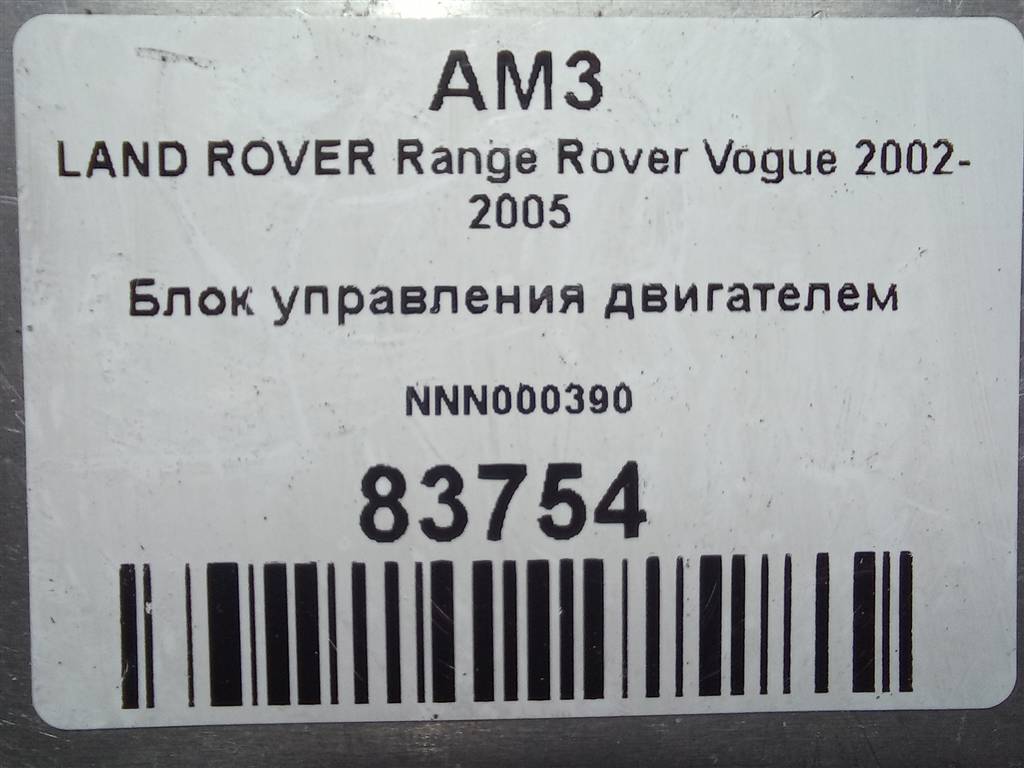 АМЗ
LAND ROVER Range Rover Vogue 2002-
2005
Блок управления двигателем
NNN000390
83754